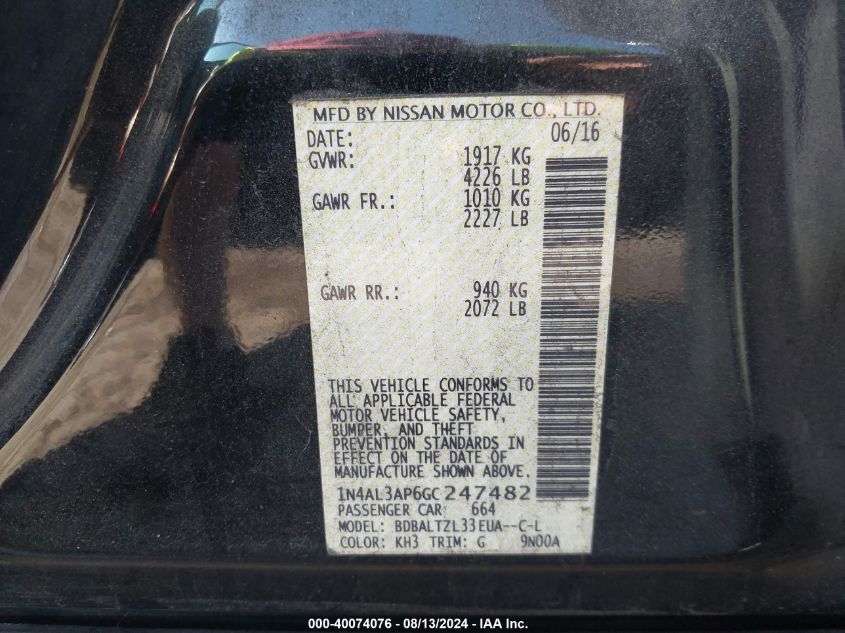 MFD BY NISSAN MOTOR CO., LTD.
DATE: 06/16
GVWR: 1917 KG
4226 LB
GAWR FR.: 1010 KG
2227 LB
GAWR RR.: 940 KG
2072 LB
THIS VEHICLE CONFORMS TO
ALL APPLICABLE FEDERAL
MOTOR VEHICLE SAFETY,
BUMPER, AND THEFT
PREVENTION STANDARDS IN
EFFECT ON THE DATE OF
MANUFACTURE SHOWN ABOVE.
1N4AL3AP6GC247482
PASSENGER CAR 664
MODEL: BDBALTZL33EUA--C-L
COLOR: KH3 TRIM: G 9N00A
000-40074076 - 08/13/2024 - IAA Inc.